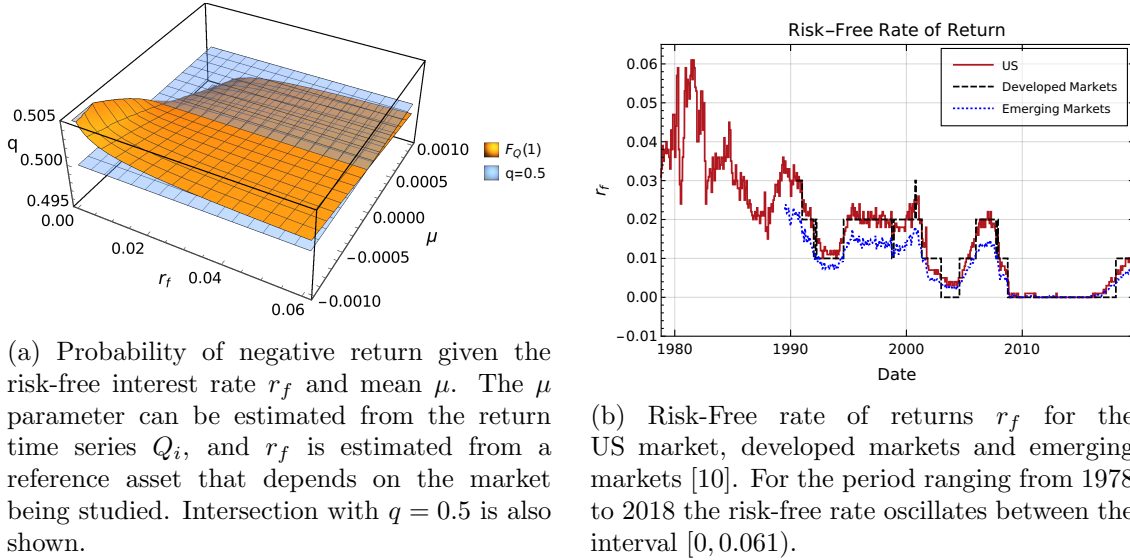 0.505
q
0.500
0.495
0.00
0.02
r_f
0.04
0.06
−0.0010
−0.0005
μ
0.0000
0.0005
0.0010
F_Q(1)
q=0.5
(a) Probability of negative return given the
risk-free interest rate r_f and mean μ. The μ
parameter can be estimated from the return
time series Q_i, and r_f is estimated from a
reference asset that depends on the market
being studied. Intersection with q = 0.5 is also
shown.
Risk−Free Rate of Return
US
Developed Markets
Emerging Markets
0.06
0.05
0.04
0.03
0.02
0.01
0.00
−0.01
r_f
1980 1990 2000 2010
Date
(b) Risk-Free rate of returns r_f for the
US market, developed markets and emerging
markets [10]. For the period ranging from 1978
to 2018 the risk-free rate oscillates between the
interval [0, 0.061).